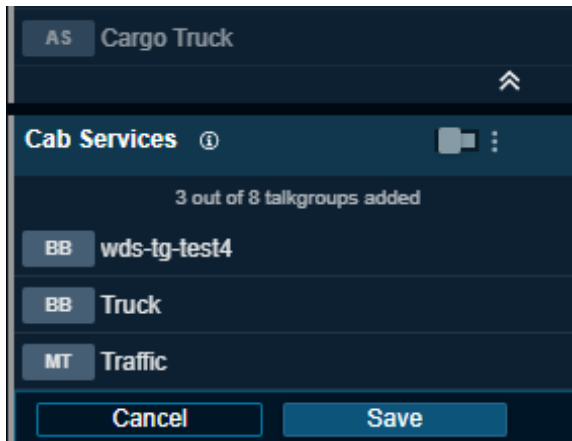 AS Cargo Truck
Cab Services
3 out of 8 talkgroups added
BB wds-tg-test4
BB Truck
MT Traffic
Cancel Save